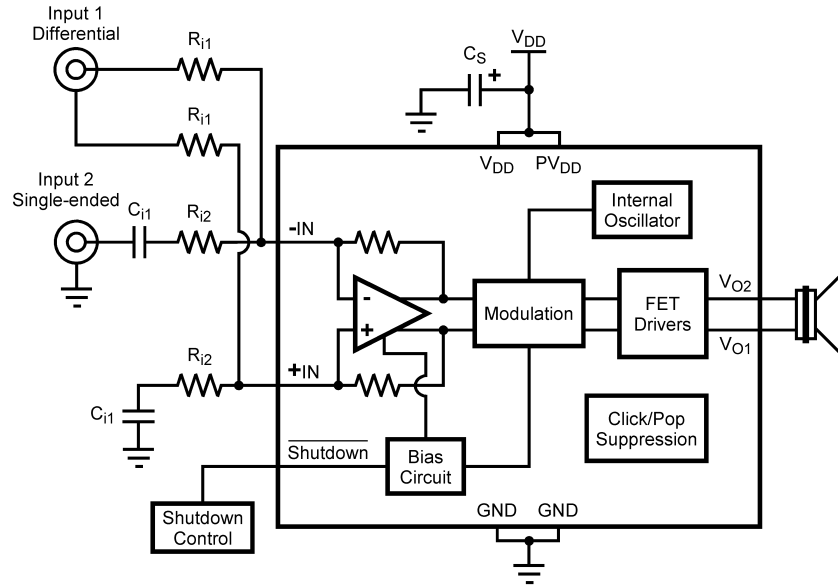 Input 1
Differential
Ri1
Ri1
Input 2
Single-ended
Ci1
Ri2
Ri2
Ci1
CS
+
VDD
VDD
PVDD
Internal
Oscillator
-IN
-
+
+IN
Modulation
FET
Drivers
VO2
VO1
Click/Pop
Suppression
Shutdown
Bias
Circuit
Shutdown
Control
GND
GND